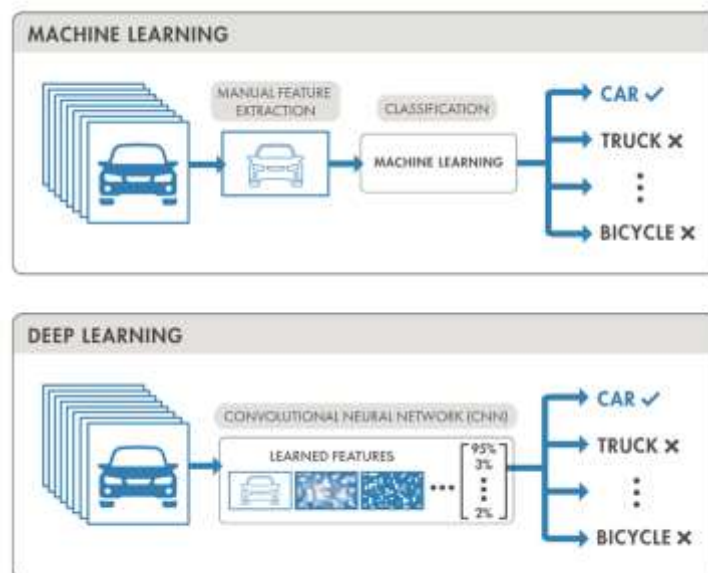 MACHINE LEARNING
MANUAL FEATURE
EXTRACTION
CLASSIFICATION
MACHINE LEARNING
CAR ✓
TRUCK ✕
⋮
BICYCLE ✕
DEEP LEARNING
CONVOLUTIONAL NEURAL NETWORK (CNN)
LEARNED FEATURES
95%
3%
⋮
2%
•••
CAR ✓
TRUCK ✕
⋮
BICYCLE ✕